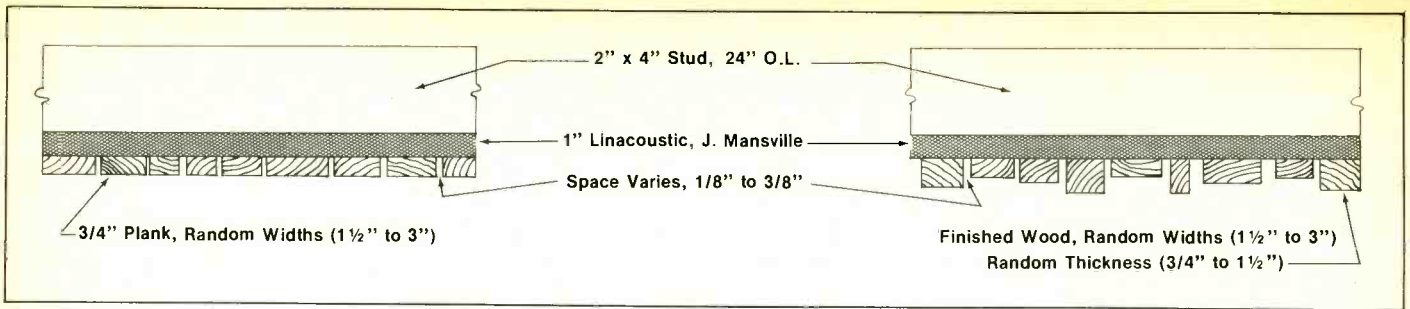 2” x 4” Stud, 24” O.L.
1” Linacoustic, J. Mansville
Space Varies, 1/8” to 3/8”
3/4” Plank, Random Widths (1½” to 3”)
Finished Wood, Random Widths (1½” to 3”)
Random Thickness (3/4” to 1½”)